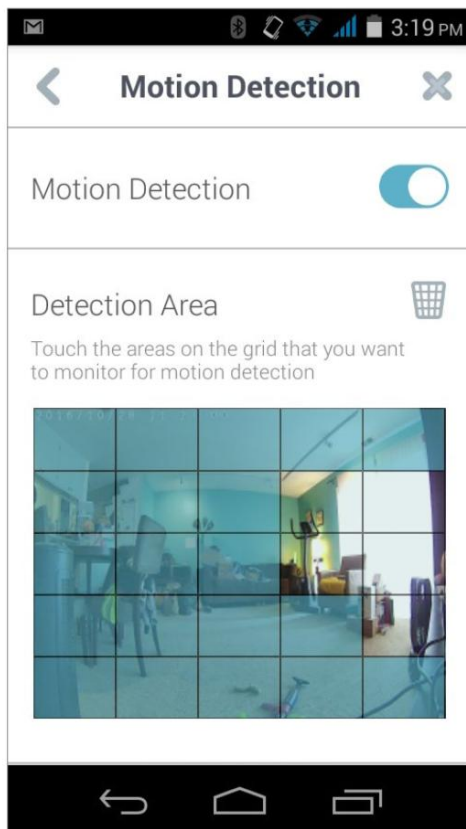 3:19 PM
Motion Detection
Motion Detection
Detection Area
Touch the areas on the grid that you want
to monitor for motion detection